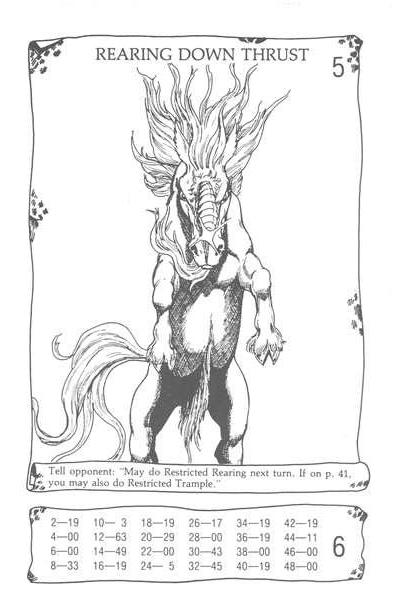 REARING DOWN THRUST
5
Tell opponent: "May do Restricted Rearing next turn. If on p. 41,
you may also do Restricted Trample."
2—19 10— 3 18—19 26—17 34—19 42—19
4—00 12—63 20—29 28—00 36—19 44—11
6—00 14—49 22—00 30—43 38—00 46—00
8—33 16—19 24— 5 32—45 40—19 48—00
6